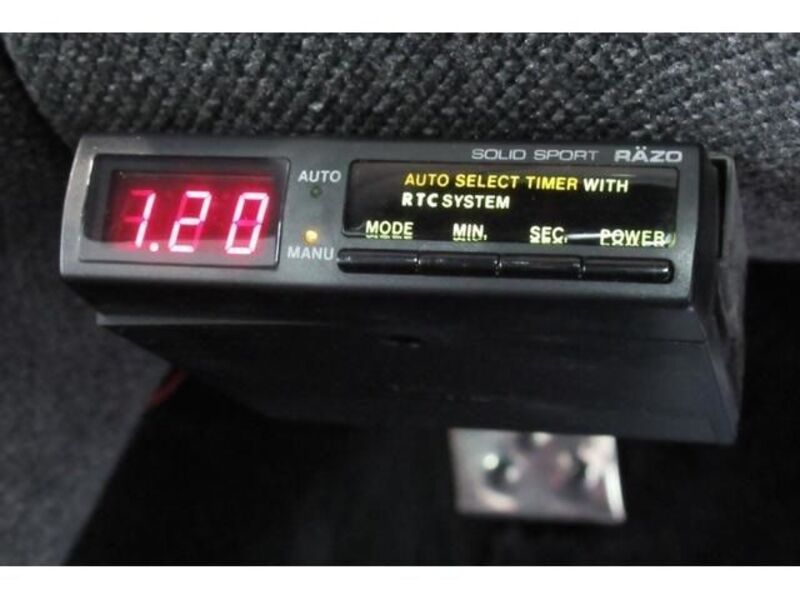 SOLID SPORT RÄZO
1.20
AUTO
MANU
AUTO SELECT TIMER WITH
RTC SYSTEM
MODE MIN. SEC. POWER